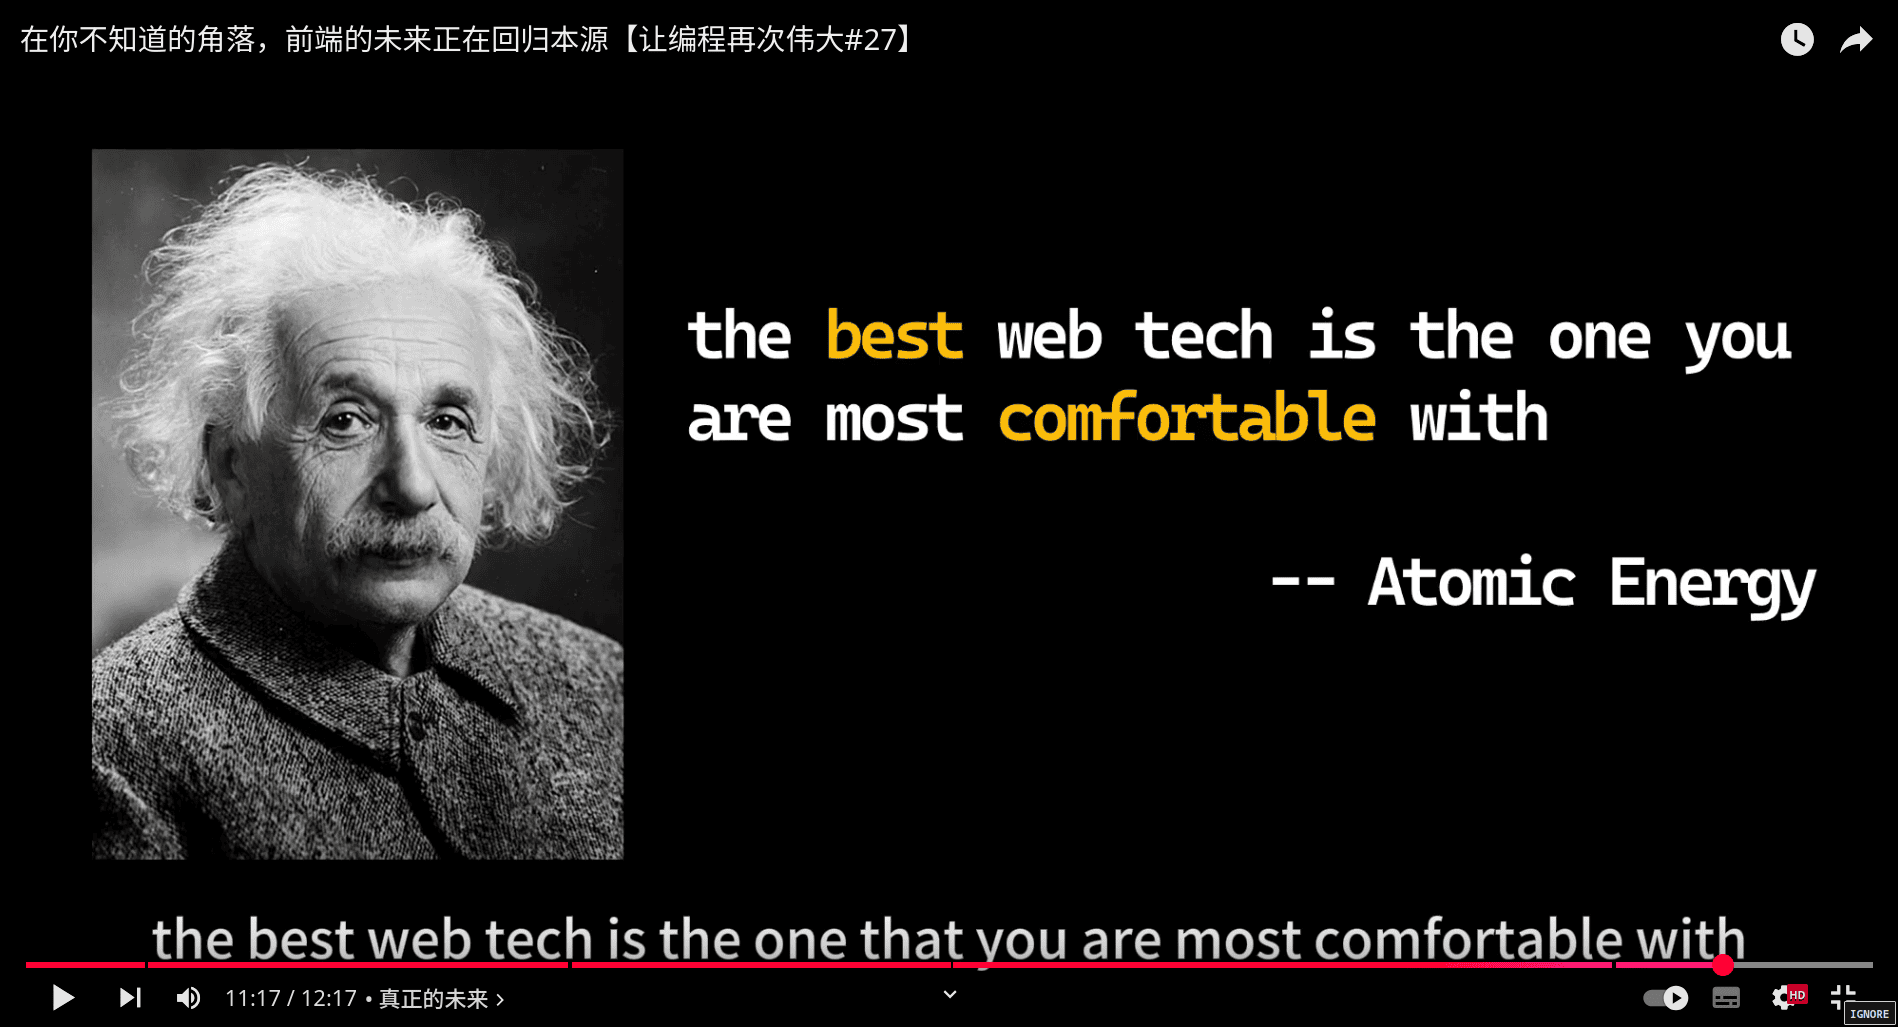 在你不知道的角落，前端的未来正在回归本源【让编程再次伟大#27】
the best web tech is the one you
are most comfortable with
-- Atomic Energy
the best web tech is the one that you are most comfortable with
11:17 / 12:17 • 真正的未来 >
HD
IGNORE